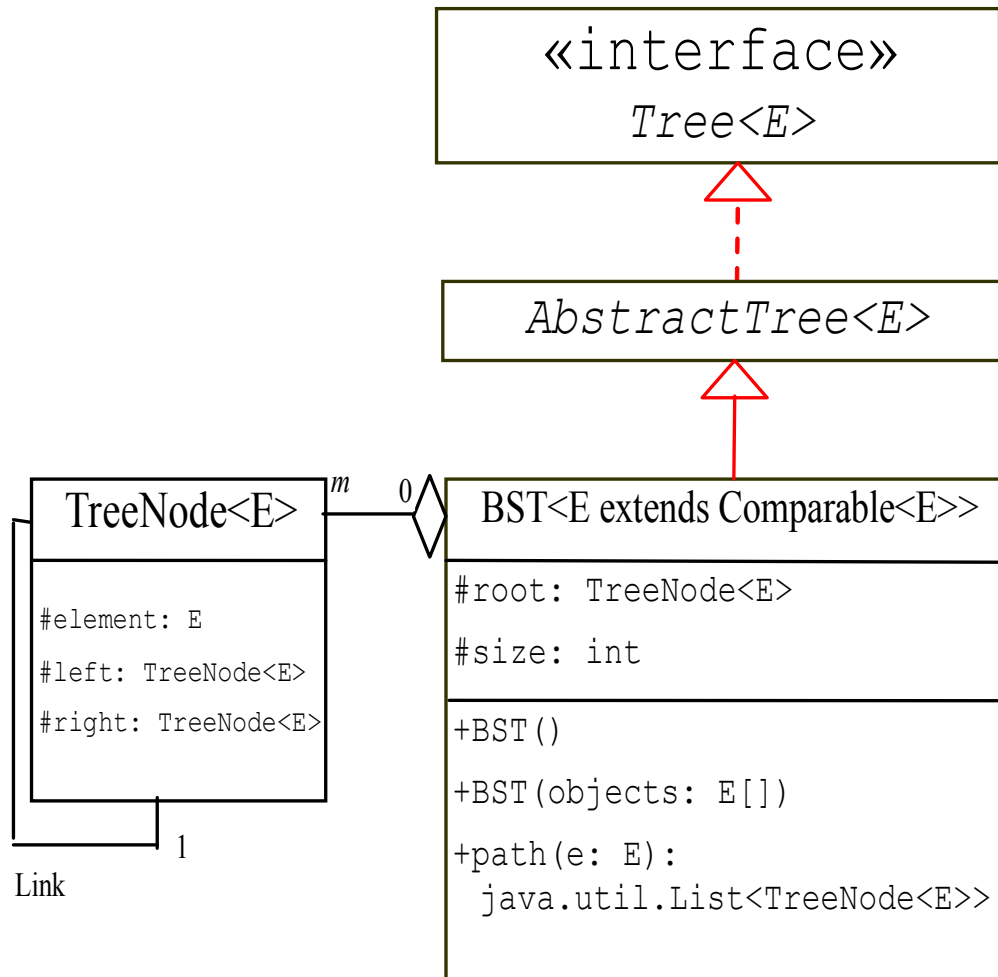 «interface»
Tree<E>
AbstractTree<E>
m
0
TreeNode<E>
#element: E
#left: TreeNode<E>
#right: TreeNode<E>
1
Link
BST<E extends Comparable<E>>
#root: TreeNode<E>
#size: int
+BST()
+BST(objects: E[])
+path(e: E):
java.util.List<TreeNode<E>>